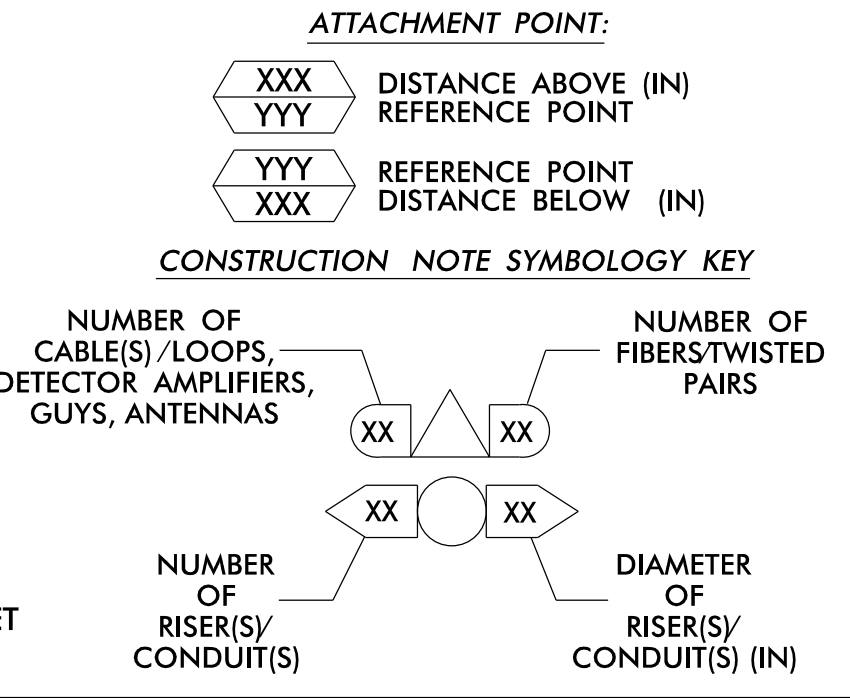 ATTACHMENT POINT:
XXX
YYY
DISTANCE ABOVE (IN)
REFERENCE POINT
YYY
XXX
REFERENCE POINT
DISTANCE BELOW (IN)
CONSTRUCTION NOTE SYMBOLOGY KEY
NUMBER OF
CABLE(S)/LOOPS,
DETECTOR AMPLIFIERS,
GUYS, ANTENNAS
NUMBER OF
FIBERS/TWISTED
PAIRS
XX
XX
XX
XX
NUMBER
OF
RISER(S)/
CONDUIT(S)
DIAMETER
OF
RISER(S)/
CONDUIT(S) (IN)
ET